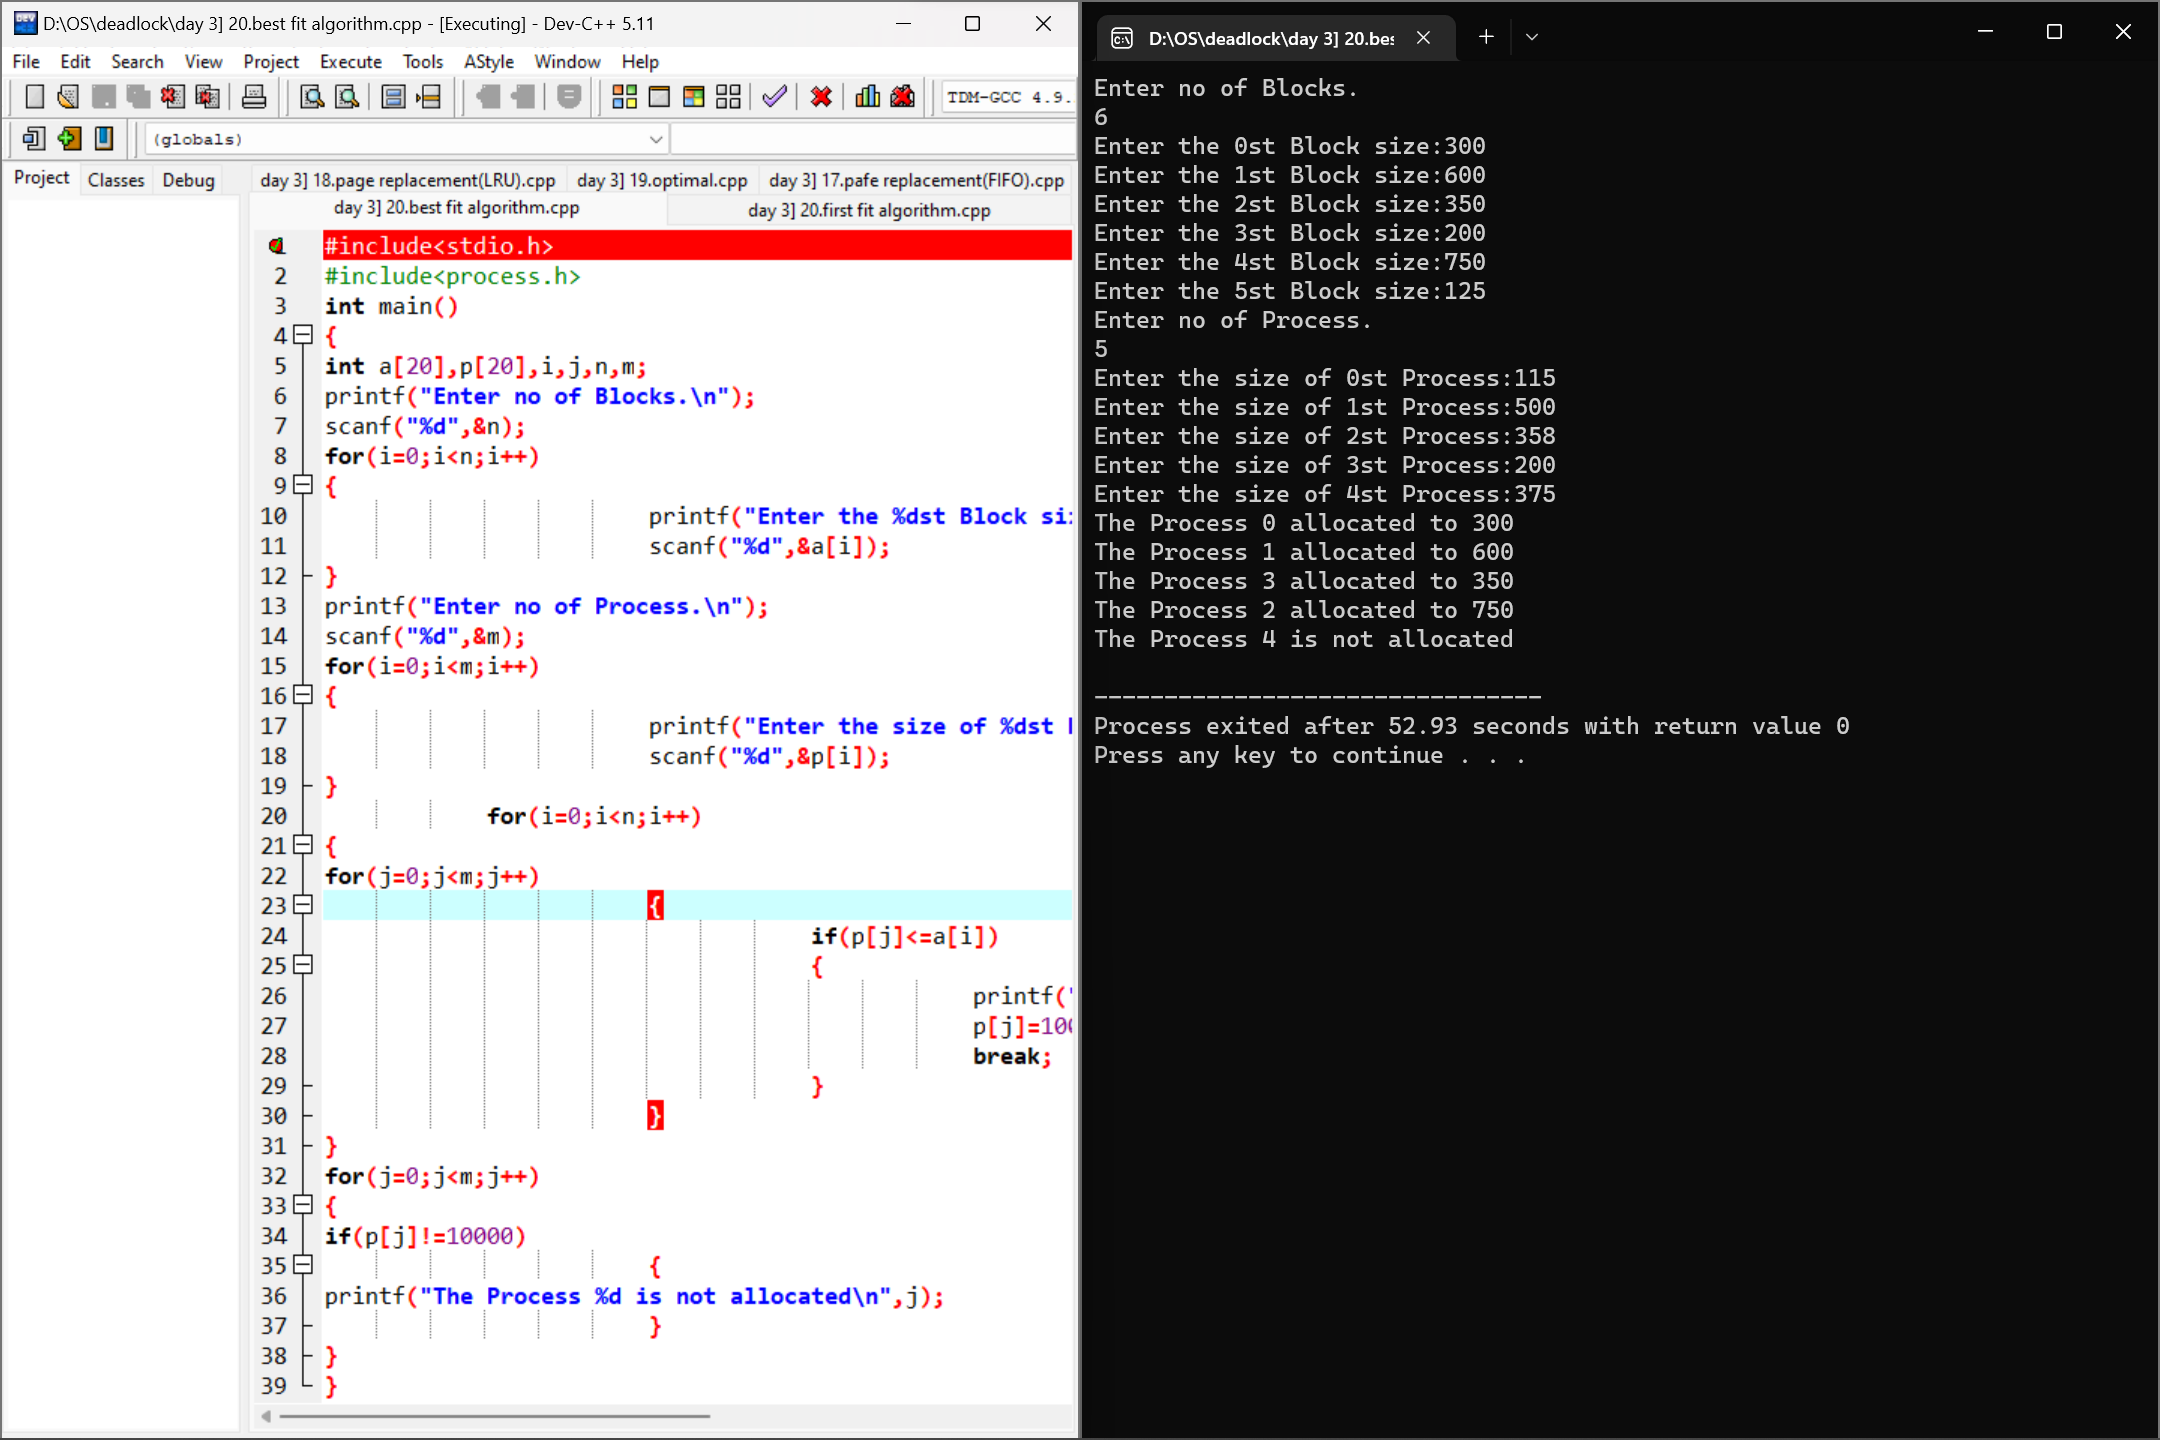 D:\OS\deadlock\day 3] 20.best fit algorithm.cpp - [Executing] - Dev-C++ 5.11
File Edit Search View Project Execute Tools AStyle Window Help
TDM-GCC 4.9.
(globals)
Project Classes Debug
day 3] 18.page replacement(LRU).cpp day 3] 19.optimal.cpp day 3] 17.pafe replacement(FIFO).cpp
day 3] 20.best fit algorithm.cpp day 3] 20.first fit algorithm.cpp
#include<stdio.h>
2 #include<process.h>
3 int main()
4 {
5 int a[20],p[20],i,j,n,m;
6 printf("Enter no of Blocks.\n");
7 scanf("%d",&n);
8 for(i=0;i<n;i++)
9 {
10 printf("Enter the %dst Block si
11 scanf("%d",&a[i]);
12 }
13 printf("Enter no of Process.\n");
14 scanf("%d",&m);
15 for(i=0;i<m;i++)
16 {
17 printf("Enter the size of %dst
18 scanf("%d",&p[i]);
19 }
20 for(i=0;i<n;i++)
21 {
22 for(j=0;j<m;j++)
23 {
24 if(p[j]<=a[i])
25 {
26 printf("
27 p[j]=100
28 break;
29 }
30 }
31 }
32 for(j=0;j<m;j++)
33 {
34 if(p[j]!=10000)
35 {
36 printf("The Process %d is not allocated\n",j);
37 }
38 }
39 }
D:\OS\deadlock\day 3] 20.bes
Enter no of Blocks.
6
Enter the 0st Block size:300
Enter the 1st Block size:600
Enter the 2st Block size:350
Enter the 3st Block size:200
Enter the 4st Block size:750
Enter the 5st Block size:125
Enter no of Process.
5
Enter the size of 0st Process:115
Enter the size of 1st Process:500
Enter the size of 2st Process:358
Enter the size of 3st Process:200
Enter the size of 4st Process:375
The Process 0 allocated to 300
The Process 1 allocated to 600
The Process 3 allocated to 350
The Process 2 allocated to 750
The Process 4 is not allocated
--------------------------------
Process exited after 52.93 seconds with return value 0
Press any key to continue . . .